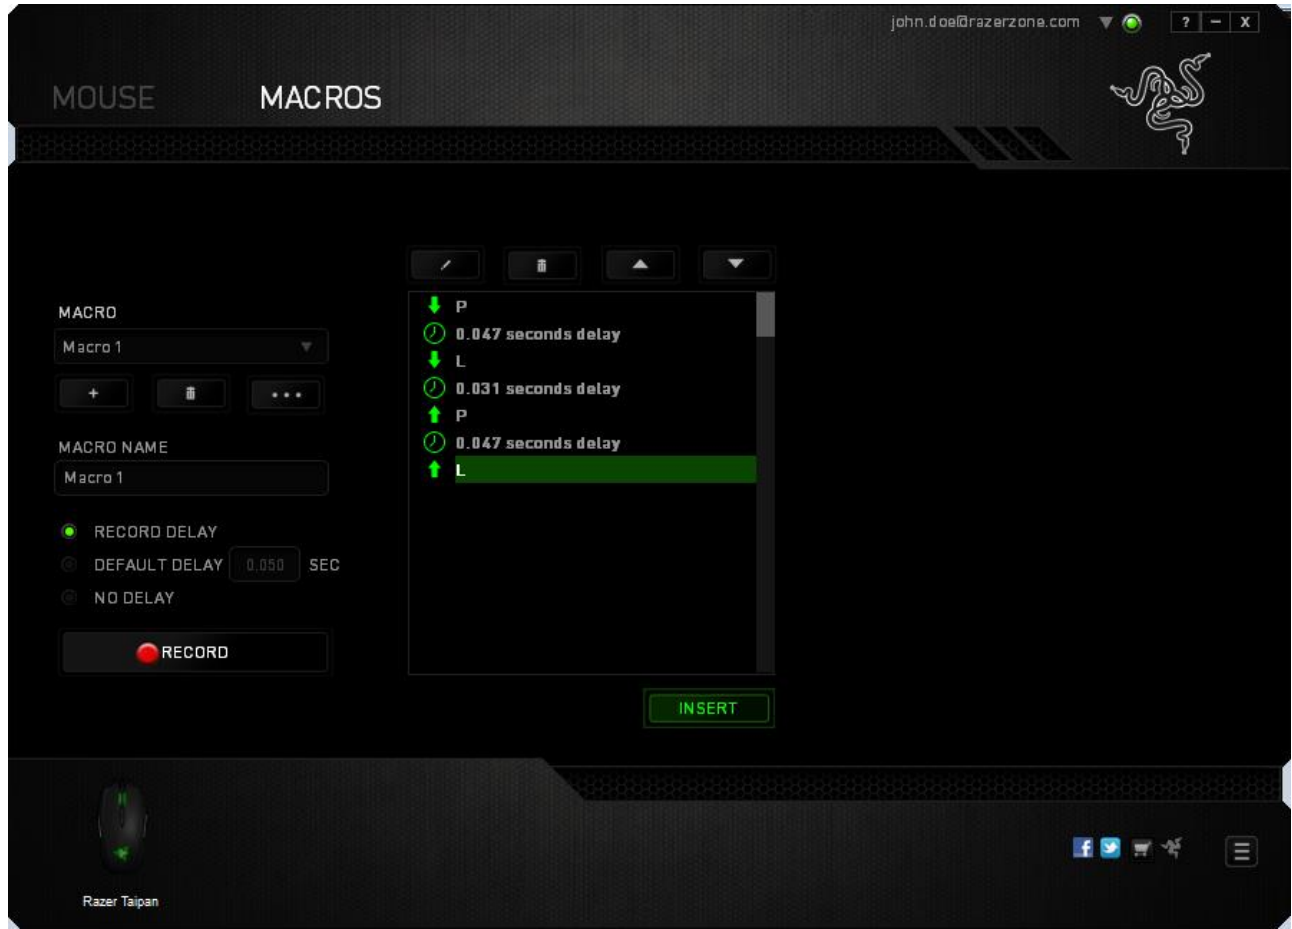 john.doe@razerzone.com
? – X
MOUSE MACROS
MACRO
Macro 1
+
...
MACRO NAME
Macro 1
RECORD DELAY
DEFAULT DELAY 0.050 SEC
NO DELAY
RECORD
P
0.047 seconds delay
L
0.031 seconds delay
P
0.047 seconds delay
L
INSERT
Razer Taipan
f